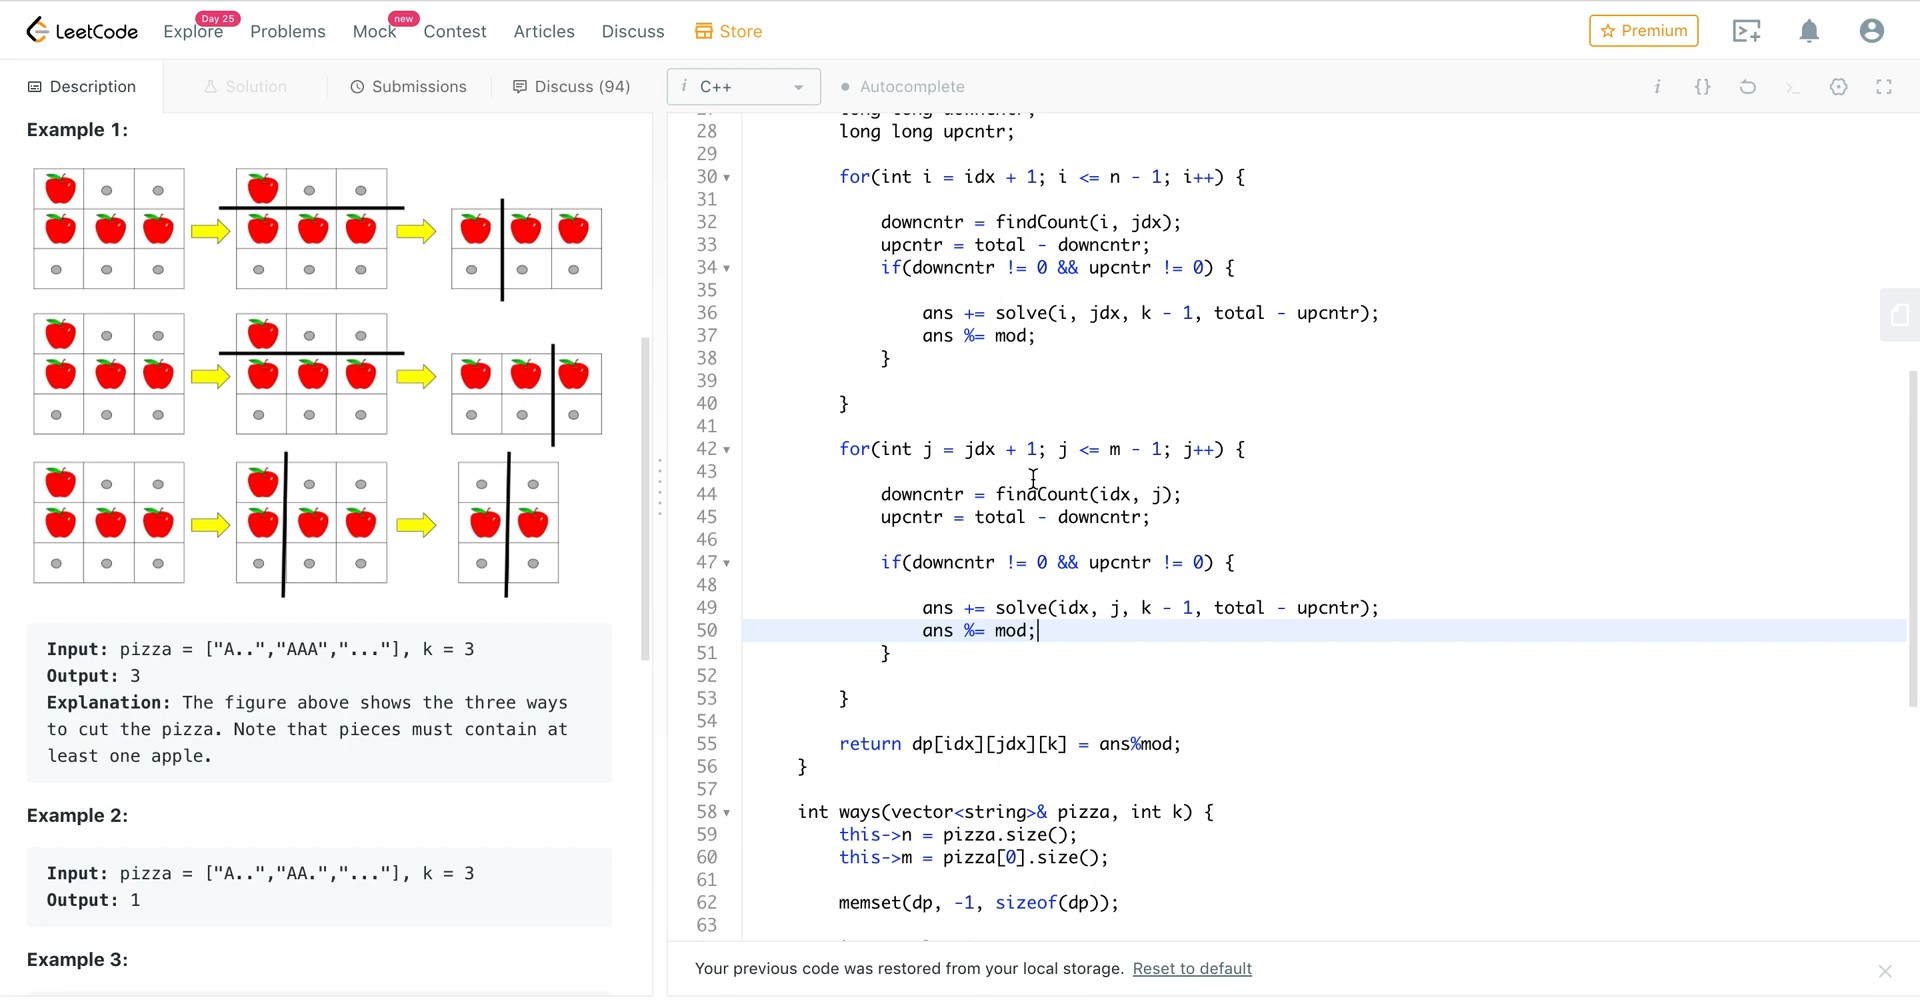 LeetCode
Explore
Day 25
Problems
Mock
new
Contest
Articles
Discuss
Store
Premium
Description
Solution
Submissions
Discuss (94)
i C++
Autocomplete
Example 1:
Input: pizza = ["A..","AAA","..."], k = 3
Output: 3
Explanation: The figure above shows the three ways
to cut the pizza. Note that pieces must contain at
least one apple.
Example 2:
Input: pizza = ["A..","AA.","..."], k = 3
Output: 1
Example 3:
28 long long upcntr;
29
30 for(int i = idx + 1; i <= n - 1; i++) {
31
32 downcntr = findCount(i, jdx);
33 upcntr = total - downcntr;
34 if(downcntr != 0 && upcntr != 0) {
35
36 ans += solve(i, jdx, k - 1, total - upcntr);
37 ans %= mod;
38 }
39
40 }
41
42 for(int j = jdx + 1; j <= m - 1; j++) {
43
44 downcntr = findCount(idx, j);
45 upcntr = total - downcntr;
46
47 if(downcntr != 0 && upcntr != 0) {
48
49 ans += solve(idx, j, k - 1, total - upcntr);
50 ans %= mod;
51 }
52
53 }
54
55 return dp[idx][jdx][k] = ans%mod;
56 }
57
58 int ways(vector<string>& pizza, int k) {
59 this->n = pizza.size();
60 this->m = pizza[0].size();
61
62 memset(dp, -1, sizeof(dp));
63
Your previous code was restored from your local storage. Reset to default